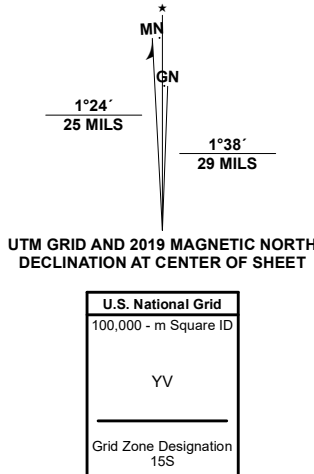 ★
MN
GN
1°24´
25 MILS
1°38´
29 MILS
UTM GRID AND 2019 MAGNETIC NORTH
DECLINATION AT CENTER OF SHEET
U.S. National Grid
100,000 - m Square ID
YV
Grid Zone Designation
15S